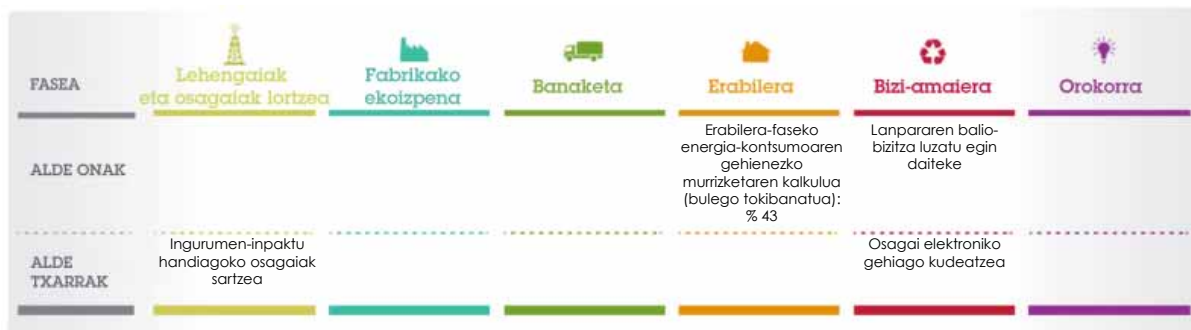 FASEA
Lehengaiak
eta osagaiak lortzea
Fabrikako
ekoizpena
Banaketa
Erabilera
Bizi-amaiera
Orokorra
ALDE ONAK
Erabilera-faseko
energia-kontsumoaren
gehienezko
murrizketaren kalkulua
(bulego tokibanatua):
% 43
Lanpararen balio-
bizitza luzatu egin
daiteke
ALDE
TXARRAK
Ingurumen-inpaktu
handiagoko osagaiak
sartzea
Osagai elektroniko
gehiago kudeatzea